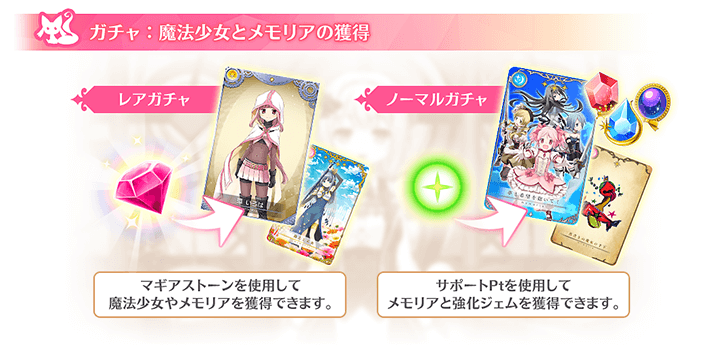 ガチャ：魔法少女とメモリアの獲得
レアガチャ
ノーマルガチャ
環 いろは
マギアストーンを使用して
魔法少女やメモリアを獲得できます。
サポートPtを使用して
メモリアと強化ジェムを獲得できます。